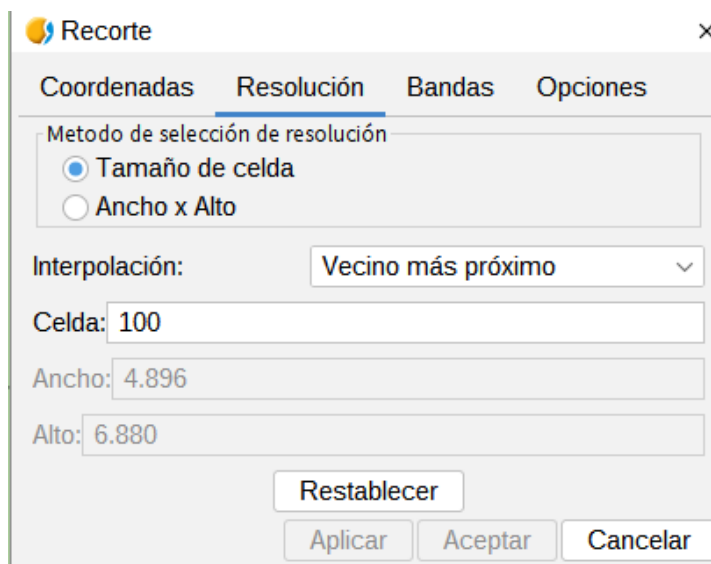 Recorte
Coordenadas Resolución Bandas Opciones
Metodo de selección de resolución
Tamaño de celda
Ancho x Alto
Interpolación: Vecino más próximo
Celda: 100
Ancho: 4.896
Alto: 6.880
Restablecer
Aplicar Aceptar Cancelar